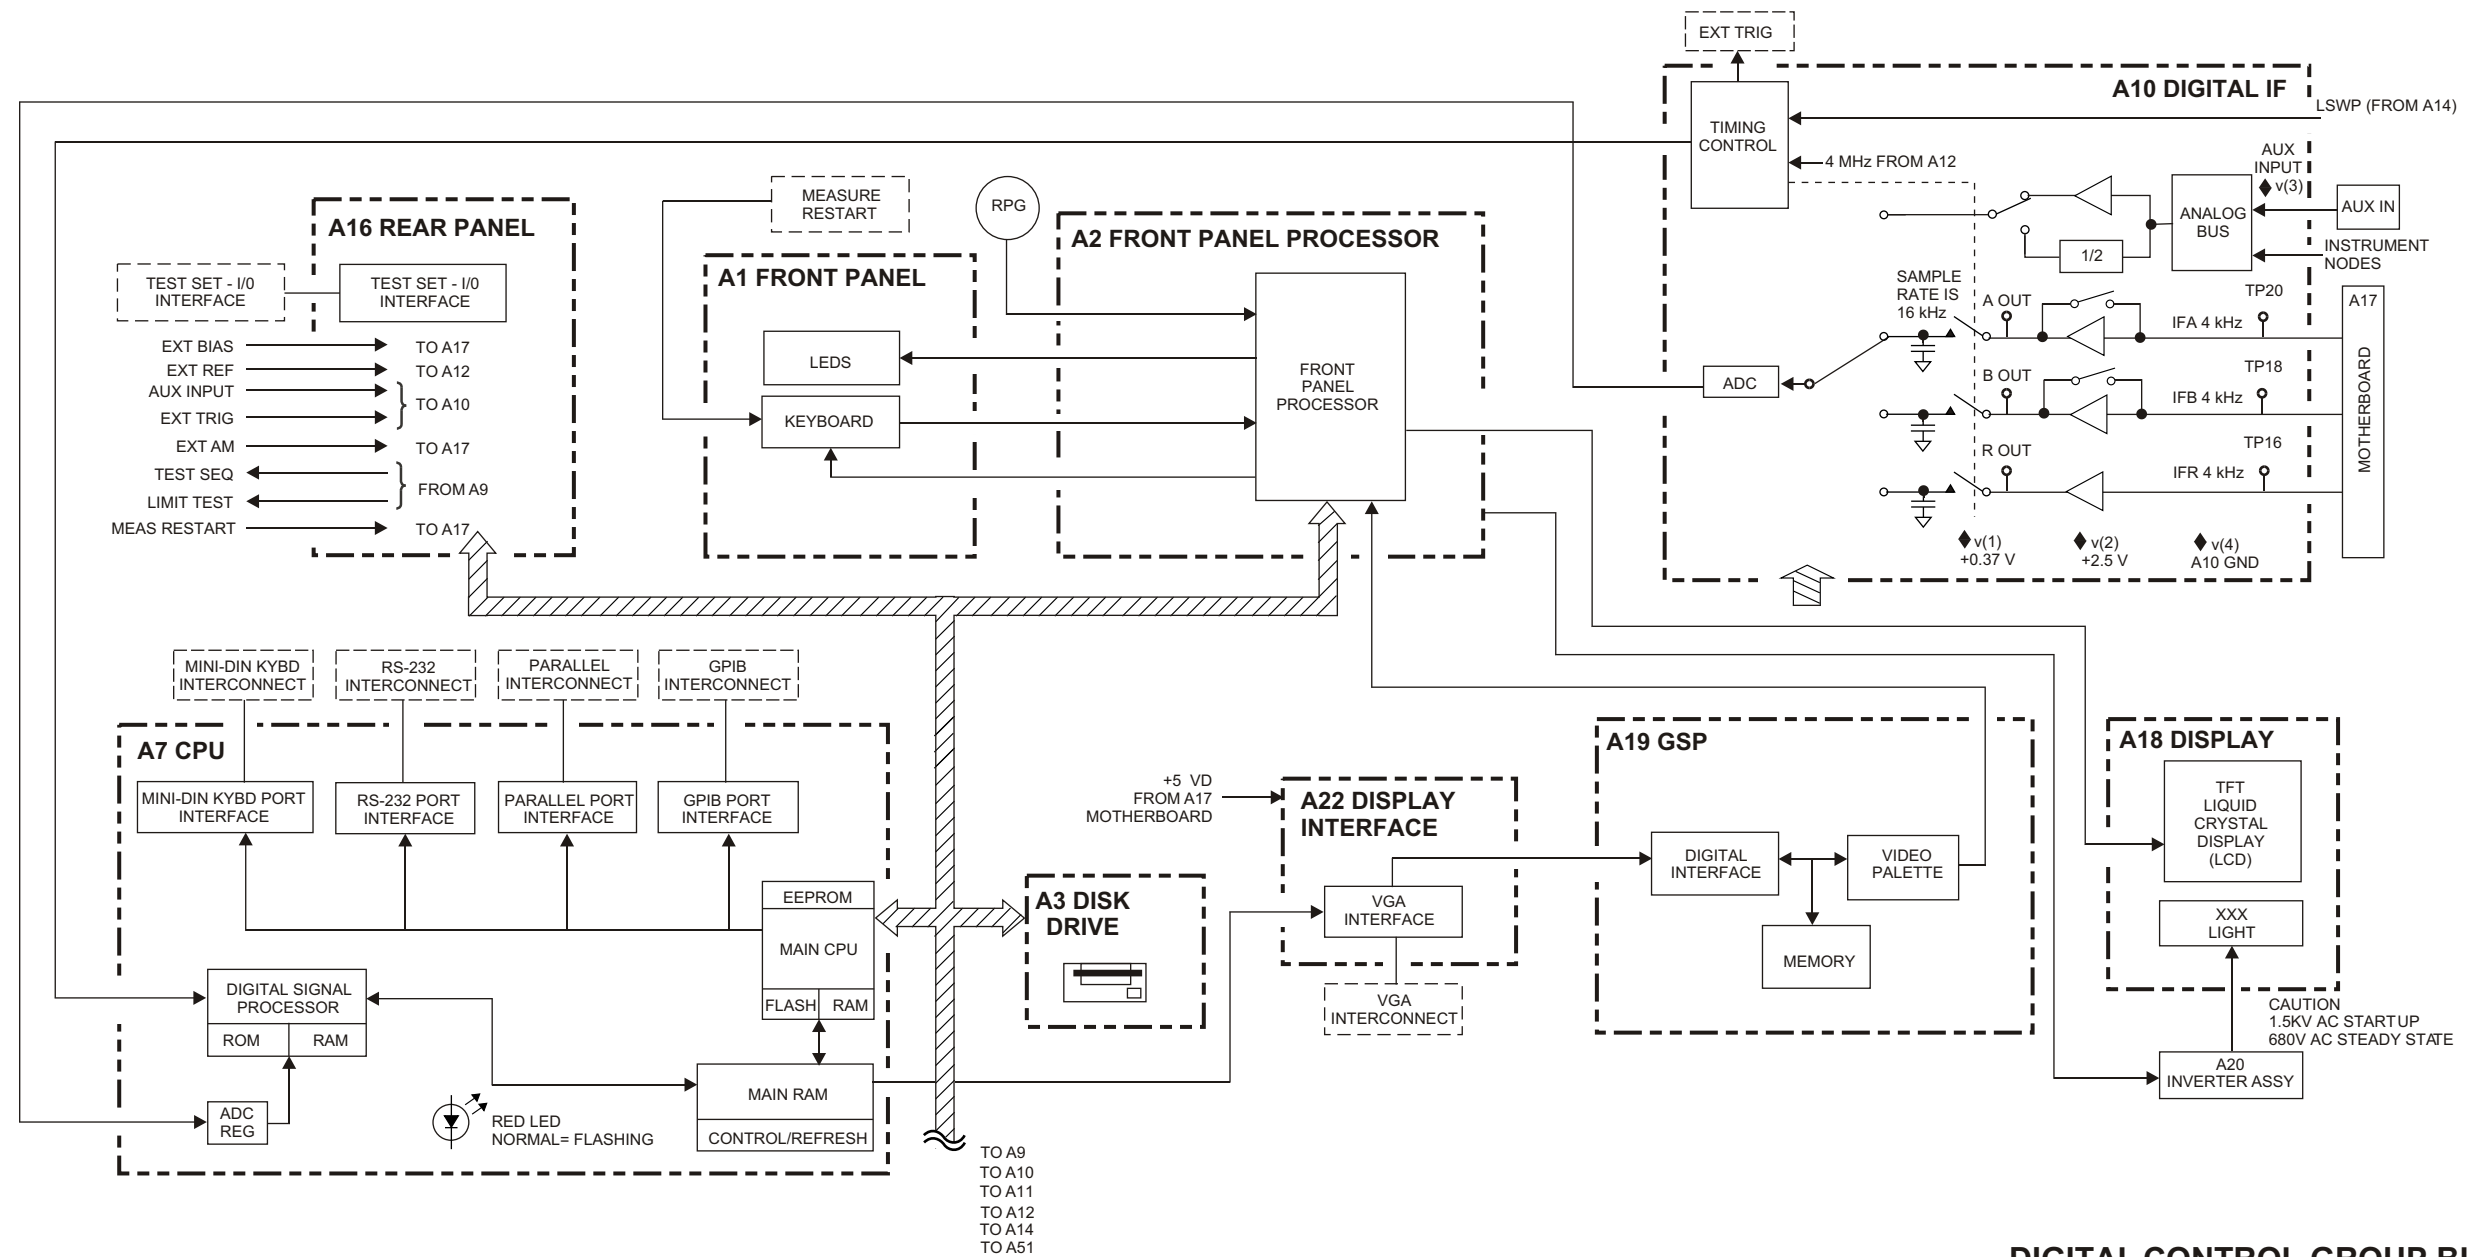 EXT TRIG
A10 DIGITAL IF
LSWP (FROM A14)
TIMING
CONTROL
4 MHz FROM A12
AUX
INPUT
v(3)
AUX IN
ANALOG
BUS
1/2
INSTRUMENT
NODES
SAMPLE
RATE IS
16 kHz
A OUT
TP20
IFA 4 kHz
A17
MOTHERBOARD
ADC
B OUT
TP18
IFB 4 kHz
R OUT
TP16
IFR 4 kHz
v(1)
+0.37 V
v(2)
+2.5 V
v(4)
A10 GND
MEASURE
RESTART
RPG
A16 REAR PANEL
TEST SET - I/0
INTERFACE
TEST SET - I/0
INTERFACE
EXT BIAS
TO A17
EXT REF
TO A12
AUX INPUT
TO A10
EXT TRIG
EXT AM
TO A17
TEST SEQ
FROM A9
LIMIT TEST
MEAS RESTART
TO A17
A1 FRONT PANEL
LEDS
KEYBOARD
A2 FRONT PANEL PROCESSOR
FRONT
PANEL
PROCESSOR
MINI-DIN KYBD
INTERCONNECT
RS-232
INTERCONNECT
PARALLEL
INTERCONNECT
GPIB
INTERCONNECT
A7 CPU
MINI-DIN KYBD PORT
INTERFACE
RS-232 PORT
INTERFACE
PARALLEL PORT
INTERFACE
GPIB PORT
INTERFACE
EEPROM
MAIN CPU
FLASH
RAM
DIGITAL SIGNAL
PROCESSOR
ROM
RAM
ADC
REG
RED LED
NORMAL= FLASHING
MAIN RAM
CONTROL/REFRESH
A3 DISK
DRIVE
TO A9
TO A10
TO A11
TO A12
TO A14
TO A51
+5 VD
FROM A17
MOTHERBOARD
A22 DISPLAY
INTERFACE
VGA
INTERFACE
VGA
INTERCONNECT
A19 GSP
DIGITAL
INTERFACE
VIDEO
PALETTE
MEMORY
A18 DISPLAY
TFT
LIQUID
CRYSTAL
DISPLAY
(LCD)
XXX
LIGHT
CAUTION
1.5KV AC STARTUP
680V AC STEADY STATE
A20
INVERTER ASSY
DIGITAL CONTROL GROUP